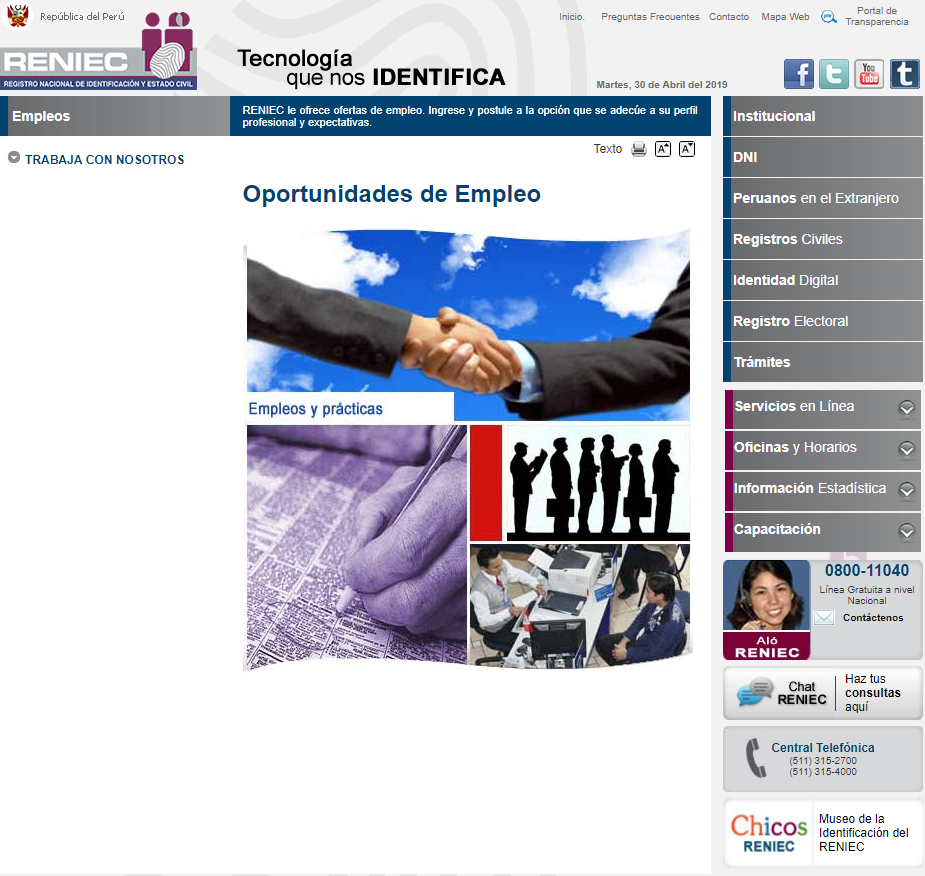 República del Perú
RENIEC
REGISTRO NACIONAL DE IDENTIFICACIÓN Y ESTADO CIVIL
Tecnología
que nos IDENTIFICA
Inicio.
Preguntas Frecuentes
Contacto
Mapa Web
Portal de
Transparencia
Martes, 30 de Abril del 2019
You
Tube
Empleos
RENIEC le ofrece ofertas de empleo. Ingrese y postule a la opción que se adecúe a su perfil
profesional y expectativas.
TRABAJA CON NOSOTROS
Texto
A
A
Oportunidades de Empleo
Empleos y prácticas
Institucional
DNI
Peruanos en el Extranjero
Registros Civiles
Identidad Digital
Registro Electoral
Trámites
Servicios en Línea
Oficinas y Horarios
Información Estadística
Capacitación
0800-11040
Línea Gratuita a nivel
Nacional
Contáctenos
Aló
RENIEC
Chat
RENIEC
Haz tus
consultas
aquí
Central Telefónica
(511) 315-2700
(511) 315-4000
Chicos
RENIEC
Museo de la
Identificación del
RENIEC